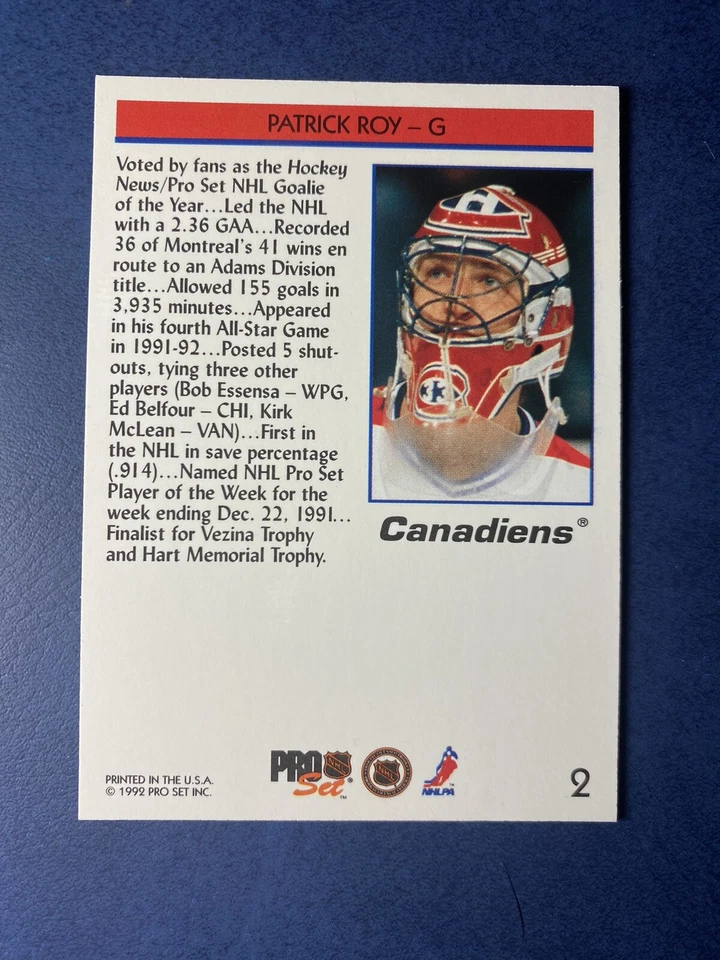 PATRICK ROY – G
Voted by fans as the Hockey
News/Pro Set NHL Goalie
of the Year...Led the NHL
with a 2.36 GAA...Recorded
36 of Montreal's 41 wins en
route to an Adams Division
title...Allowed 155 goals in
3,935 minutes...Appeared
in his fourth All-Star Game
in 1991-92...Posted 5 shut-
outs, tying three other
players (Bob Essensa – WPG,
Ed Belfour – CHI, Kirk
McLean – VAN)...First in
the NHL in save percentage
(.914)...Named NHL Pro Set
Player of the Week for the
week ending Dec. 22, 1991...
Finalist for Vezina Trophy
and Hart Memorial Trophy.
Canadiens®
PRINTED IN THE U.S.A.
© 1992 PRO SET INC.
PRO NHL
Set®™
NHL
NHLPA™
2